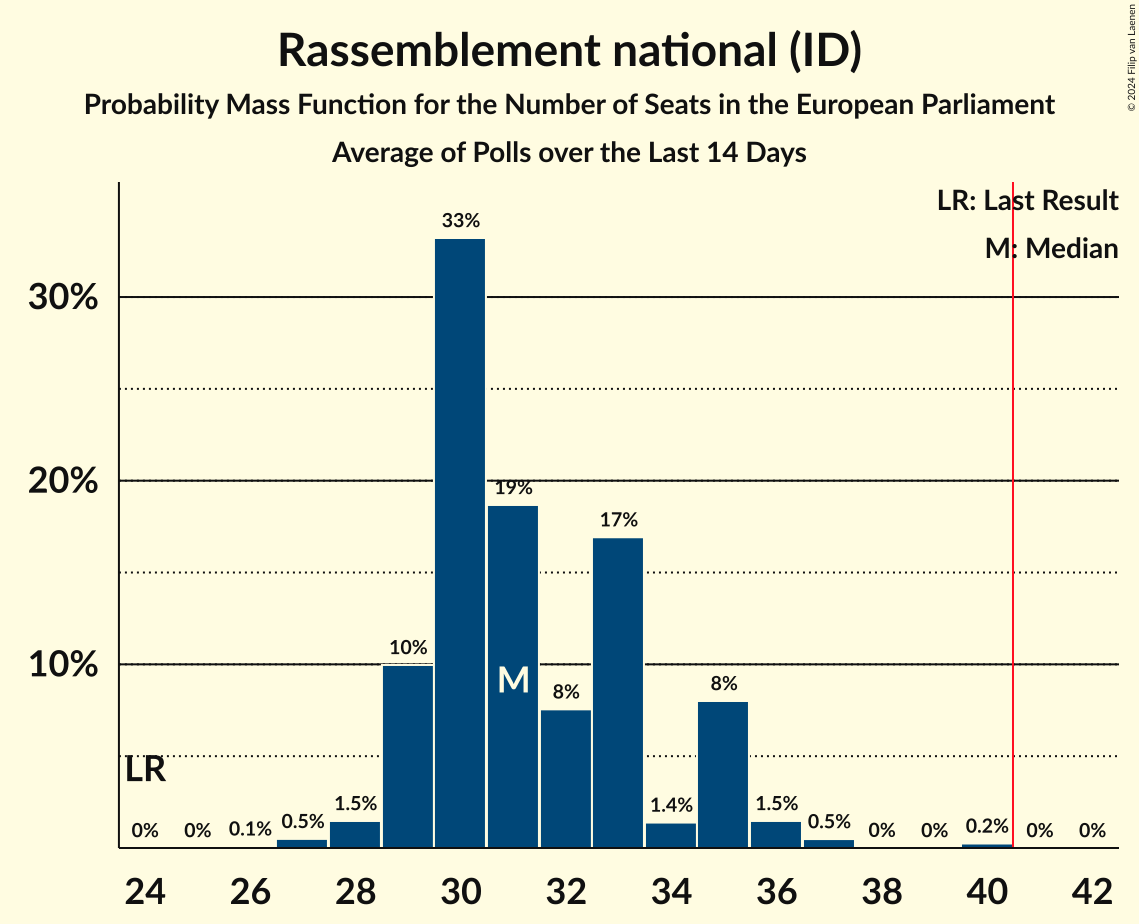 Rassemblement national (ID)
Probability Mass Function for the Number of Seats in the European Parliament
Average of Polls over the Last 14 Days
© 2024 Filip van Laenen
LR: Last Result
M: Median
30%
20%
10%
33%
19%
17%
10%
M
8%
8%
LR
0%
0%
0.1%
0.5%
1.5%
1.4%
1.5%
0.5%
0%
0%
0.2%
0%
0%
24 26 28 30 32 34 36 38 40 42